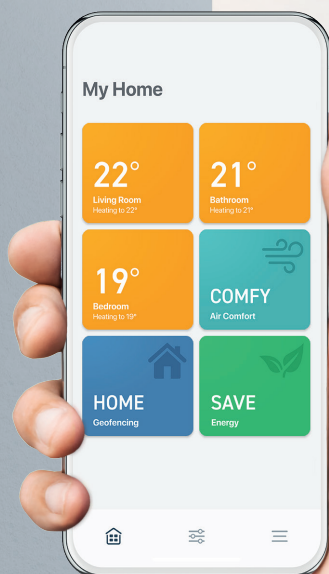 My Home
22°
Living Room
Heating to 22°
21°
Bathroom
Heating to 21°
19°
Bedroom
Heating to 19°
COMFY
Air Comfort
HOME
Geofencing
SAVE
Energy